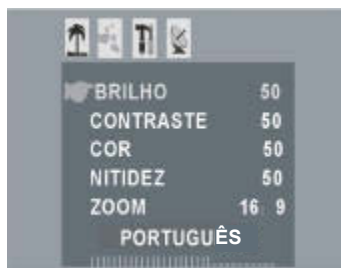 BRILHO 50
CONTRASTE 50
COR 50
NITIDEZ 50
ZOOM 16 9
PORTUGUÊS